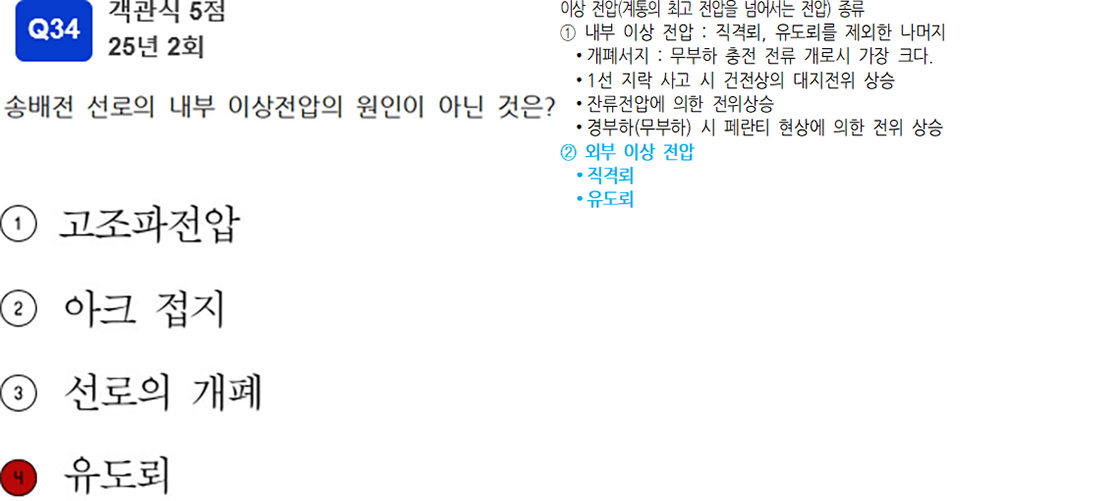 Q34
객관식 5점
25년 2회
송배전 선로의 내부 이상전압의 원인이 아닌 것은?
① 고조파전압
② 아크 접지
③ 선로의 개폐
④ 유도뢰
이상 전압(계통의 최고 전압을 넘어서는 전압) 종류
① 내부 이상 전압 : 직격뢰, 유도뢰를 제외한 나머지
• 개폐서지 : 무부하 충전 전류 개로시 가장 크다.
• 1선 지락 사고 시 건전상의 대지전위 상승
• 잔류전압에 의한 전위상승
• 경부하(무부하) 시 페란티 현상에 의한 전위 상승
② 외부 이상 전압
• 직격뢰
• 유도뢰